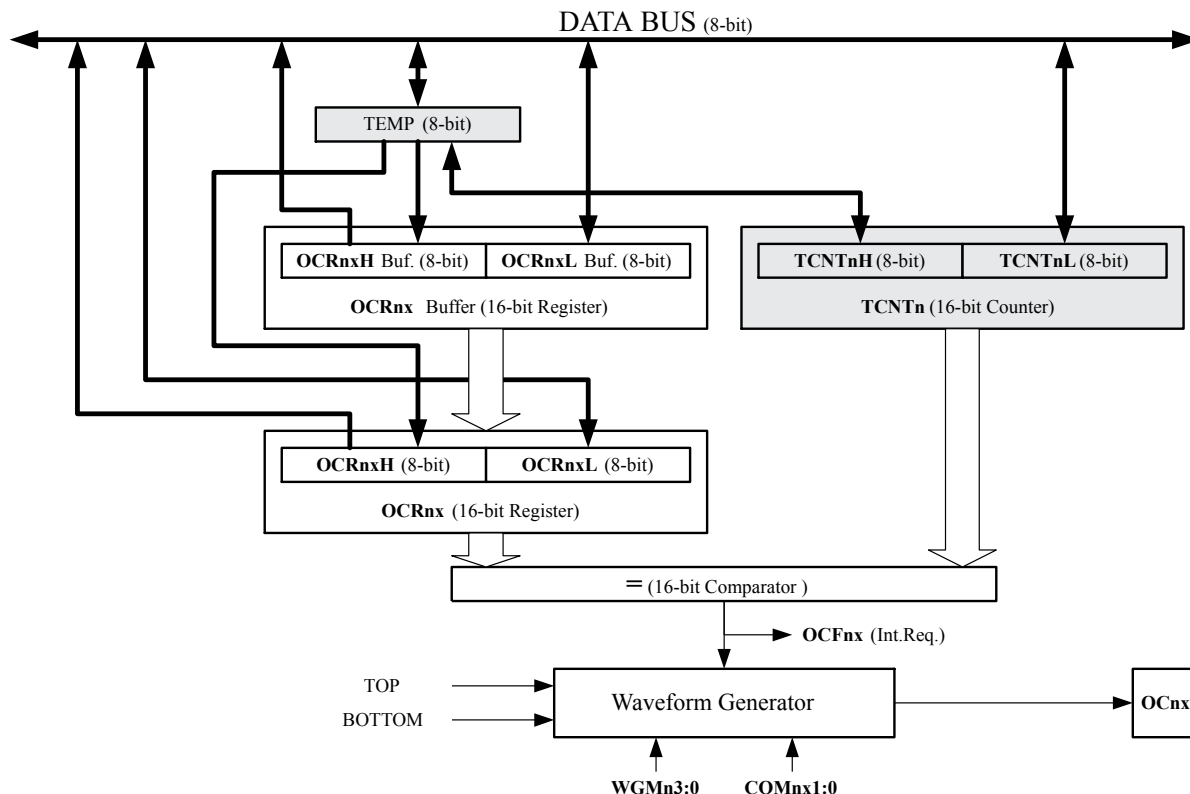 DATA BUS (8-bit)
TEMP (8-bit)
OCRnxH Buf. (8-bit)
OCRnxL Buf. (8-bit)
OCRnx Buffer (16-bit Register)
TCNTnH (8-bit)
TCNTnL (8-bit)
TCNTn (16-bit Counter)
OCRnxH (8-bit)
OCRnxL (8-bit)
OCRnx (16-bit Register)
= (16-bit Comparator )
OCFnx (Int.Req.)
TOP
BOTTOM
Waveform Generator
OCnx
WGMn3:0
COMnx1:0